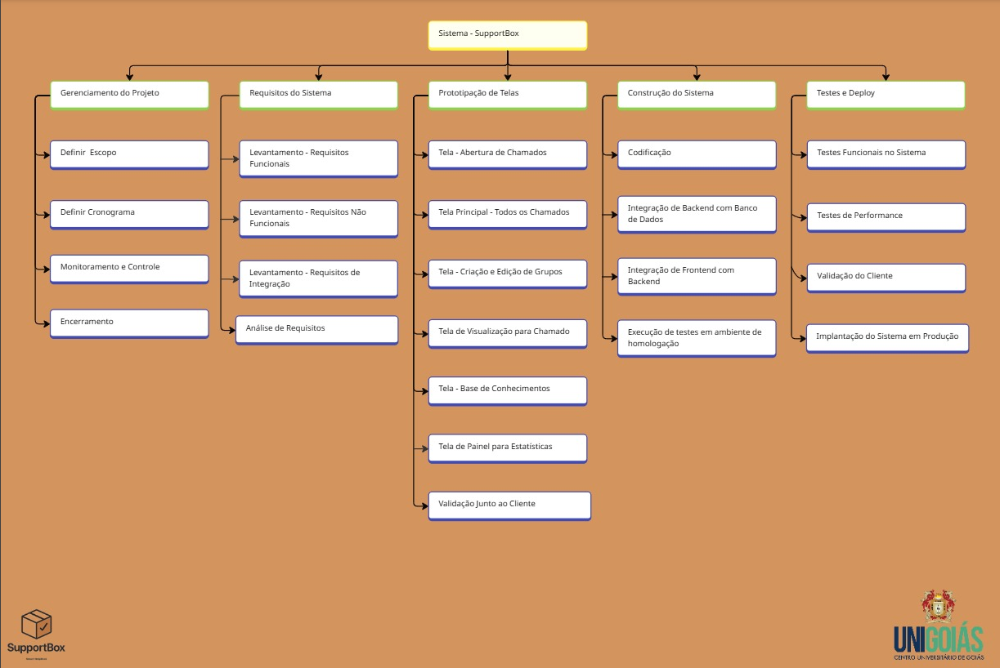 Sistema - SupportBox
Gerenciamento do Projeto
Definir  Escopo
Definir Cronograma
Monitoramento e Controle
Encerramento
Requisitos do Sistema
Levantamento - Requisitos
Funcionais
Levantamento - Requisitos Não
Funcionais
Levantamento - Requisitos de
Integração
Análise de Requisitos
Prototipação de Telas
Tela - Abertura de Chamados
Tela Principal - Todos os Chamados
Tela - Criação e Edição de Grupos
Tela de Visualização para Chamado
Tela - Base de Conhecimentos
Tela de Painel para Estatísticas
Validação Junto ao Cliente
Construção do Sistema
Codificação
Integração de Backend com Banco
de Dados
Integração de Frontend com
Backend
Execução de testes em ambiente de
homologação
Testes e Deploy
Testes Funcionais no Sistema
Testes de Performance
Validação do Cliente
Implantação do Sistema em Produção
SupportBox
UNIGOIÁS
CENTRO UNIVERSITÁRIO DE GOIÁS